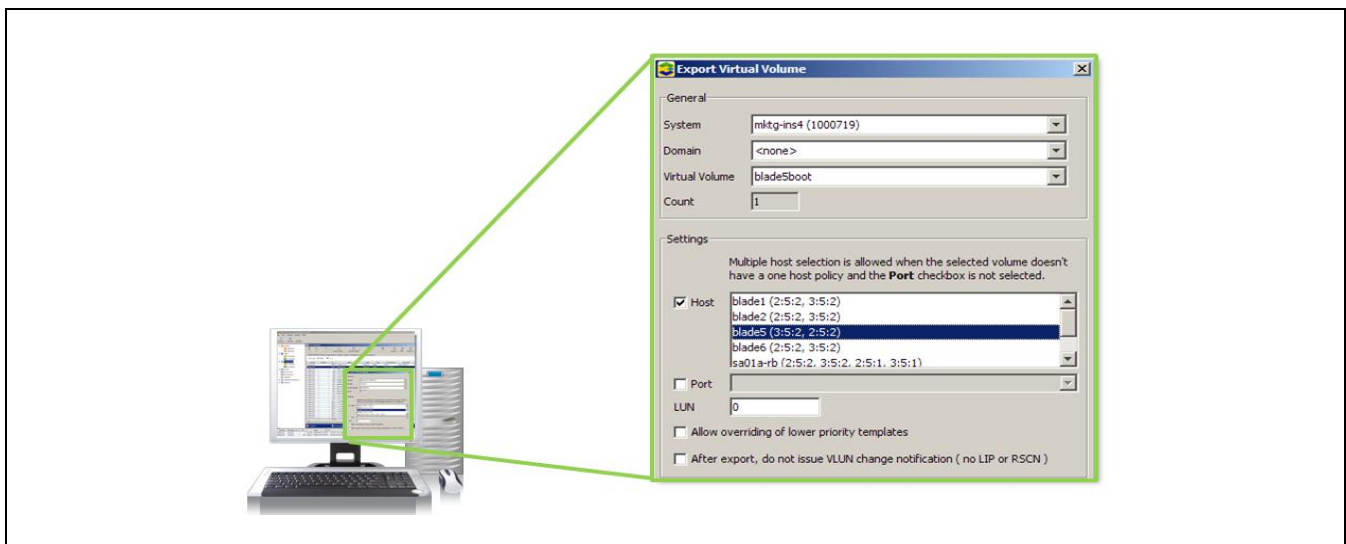 Export Virtual Volume
General
System mktg-ins4 (1000719)
Domain <none>
Virtual Volume blade5boot
Count 1
Settings
Multiple host selection is allowed when the selected volume doesn't
have a one host policy and the Port checkbox is not selected.
Host blade1 (2:5:2, 3:5:2)
blade2 (2:5:2, 3:5:2)
blade5 (3:5:2, 2:5:2)
blade6 (2:5:2, 3:5:2)
sa01a-rb (2:5:2, 3:5:2, 2:5:1, 3:5:1)
Port
LUN 0
Allow overriding of lower priority templates
After export, do not issue VLUN change notification ( no LIP or RSCN )